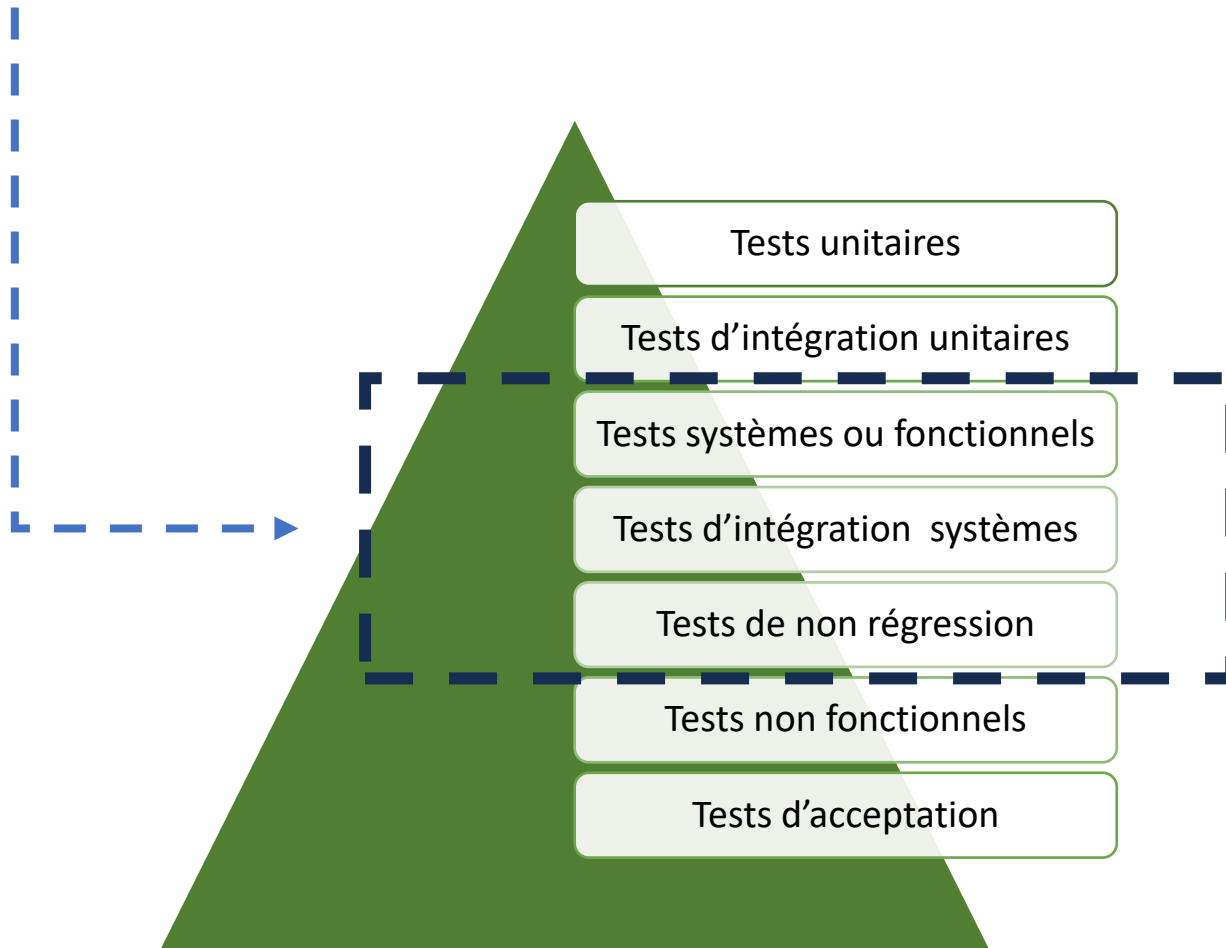 Tests unitaires
Tests d’intégration unitaires
Tests systèmes ou fonctionnels
Tests d’intégration  systèmes
Tests de non régression
Tests non fonctionnels
Tests d’acceptation